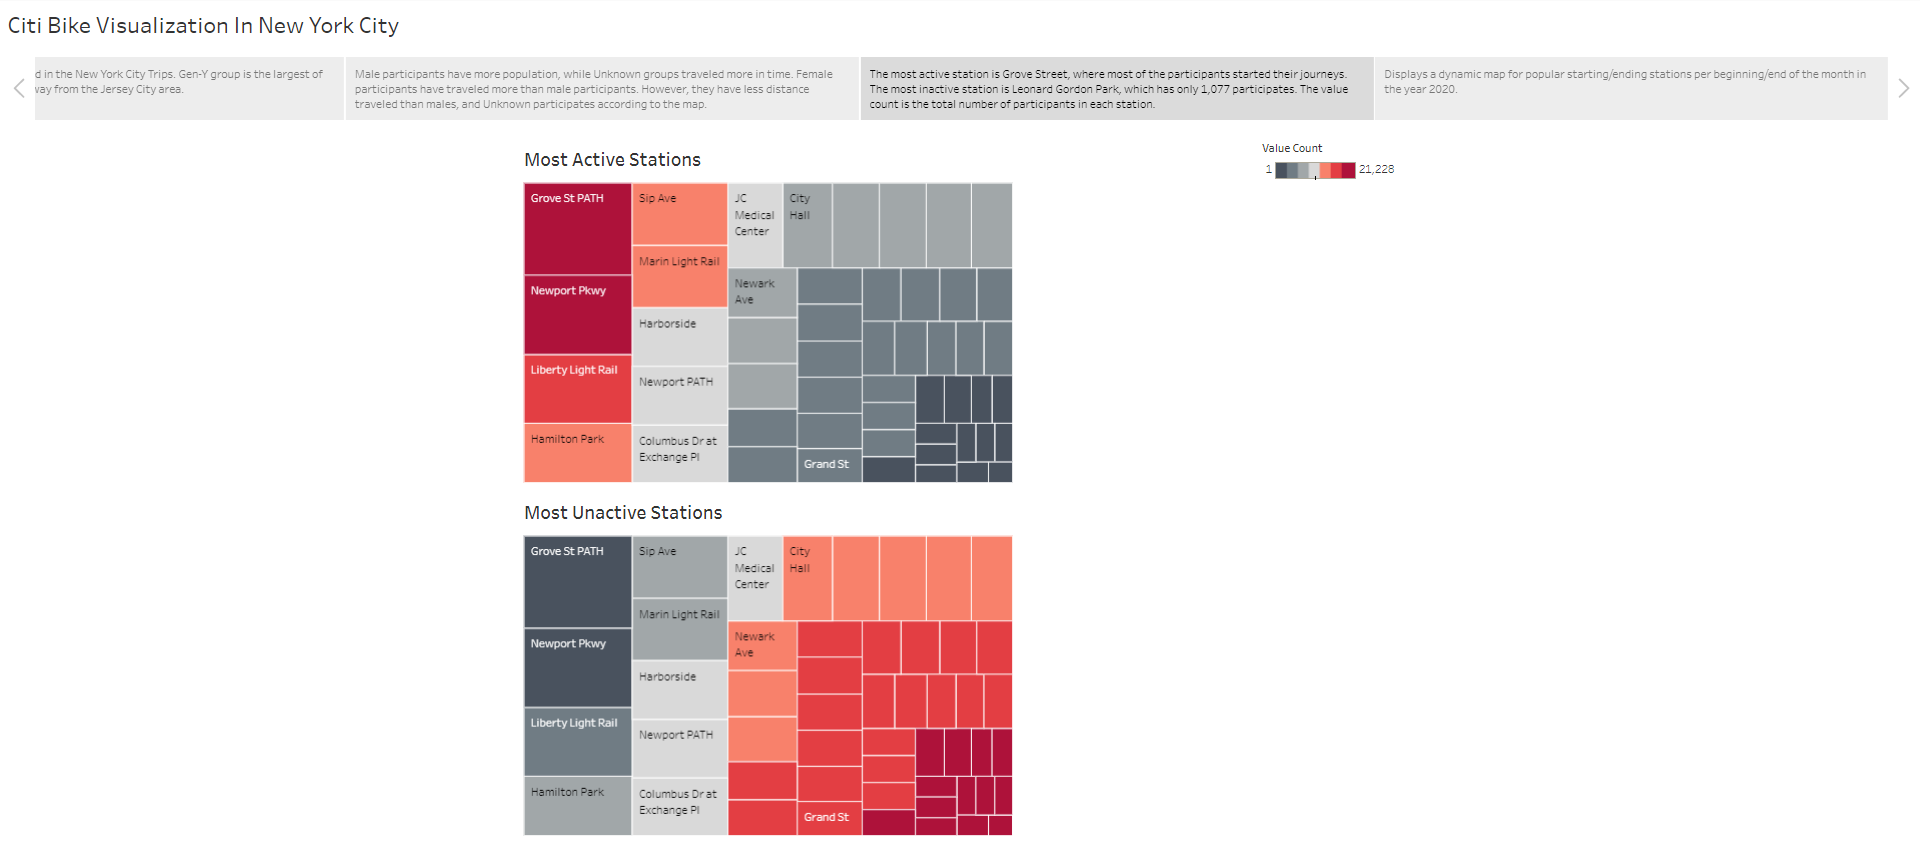 Citi Bike Visualization In New York City
d in the New York City Trips. Gen-Y group is the largest of
way from the Jersey City area.
Male participants have more population, while Unknown groups traveled more in time. Female
participants have traveled more than male participants. However, they have less distance
traveled than males, and Unknown participates according to the map.
The most active station is Grove Street, where most of the participants started their journeys.
The most inactive station is Leonard Gordon Park, which has only 1,077 participates. The value
count is the total number of participants in each station.
Displays a dynamic map for popular starting/ending stations per beginning/end of the month in
the year 2020.
Most Active Stations
Value Count
1
21,228
Grove St PATH
Sip Ave
JC
Medical
Center
City
Hall
Marin Light Rail
Newport Pkwy
Newark
Ave
Harborside
Liberty Light Rail
Newport PATH
Hamilton Park
Columbus Dr at
Exchange Pl
Grand St
Most Unactive Stations
Grove St PATH
Sip Ave
JC
Medical
Center
City
Hall
Marin Light Rail
Newport Pkwy
Newark
Ave
Harborside
Liberty Light Rail
Newport PATH
Hamilton Park
Columbus Dr at
Exchange Pl
Grand St